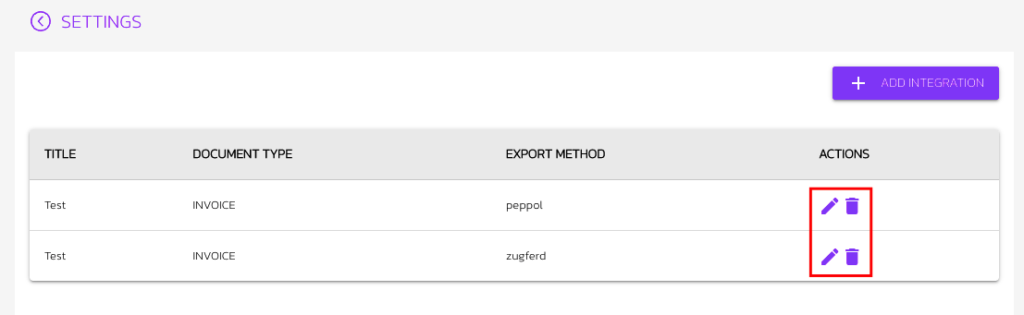 SETTINGS
ADD INTEGRATION
TITLE DOCUMENT TYPE EXPORT METHOD ACTIONS
Test INVOICE peppol
Test INVOICE zugferd